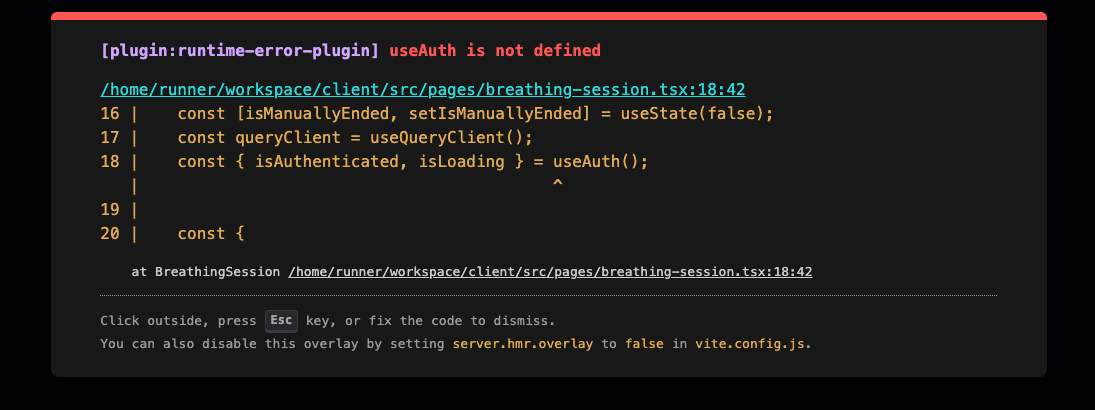 [plugin:runtime-error-plugin] useAuth is not defined
/home/runner/workspace/client/src/pages/breathing-session.tsx:18:42
16 |    const [isManuallyEnded, setIsManuallyEnded] = useState(false);
17 |    const queryClient = useQueryClient();
18 |    const { isAuthenticated, isLoading } = useAuth();
   |                                           ^
19 |
20 |    const {
at BreathingSession /home/runner/workspace/client/src/pages/breathing-session.tsx:18:42
Click outside, press Esc key, or fix the code to dismiss.
You can also disable this overlay by setting server.hmr.overlay to false in vite.config.js.